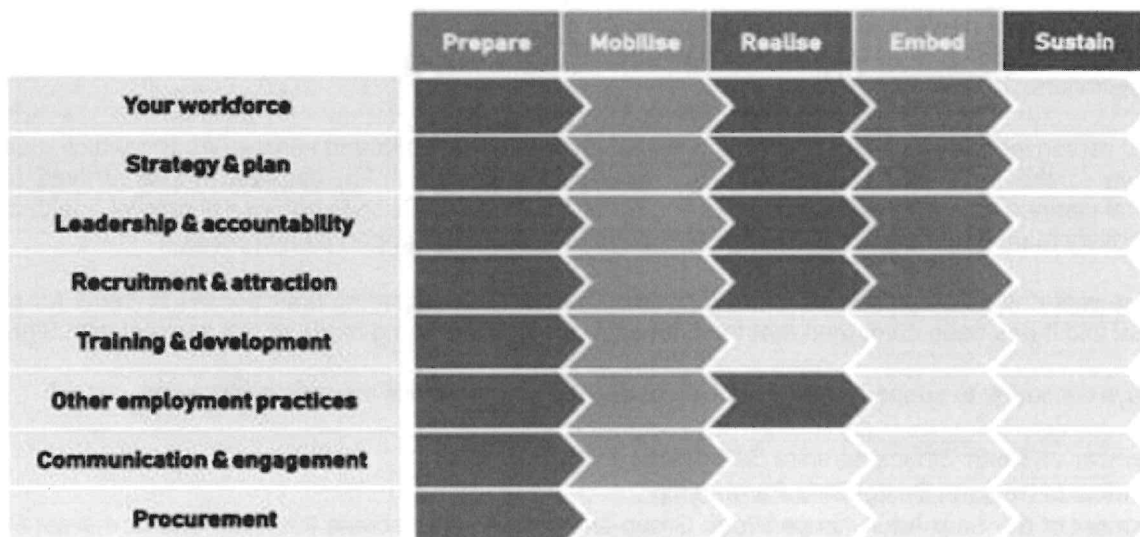 Prepare Mobilise Realise Embed Sustain
Your workforce
Strategy & plan
Leadership & accountability
Recruitment & attraction
Training & development
Other employment practices
Communication & engagement
Procurement